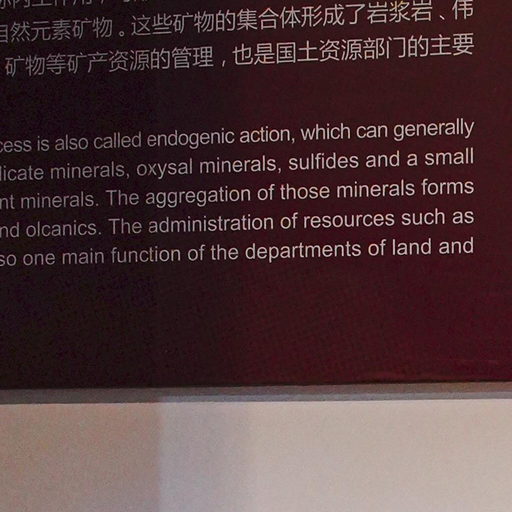 自然元素矿物。这些矿物的集合体形成了岩浆岩、伟
矿物等矿产资源的管理，也是国土资源部门的主要
cess is also called endogenic action, which can generally
licate minerals, oxysal minerals, sulfides and a small
nt minerals. The aggregation of those minerals forms
nd olcanics. The administration of resources such as
so one main function of the departments of land and